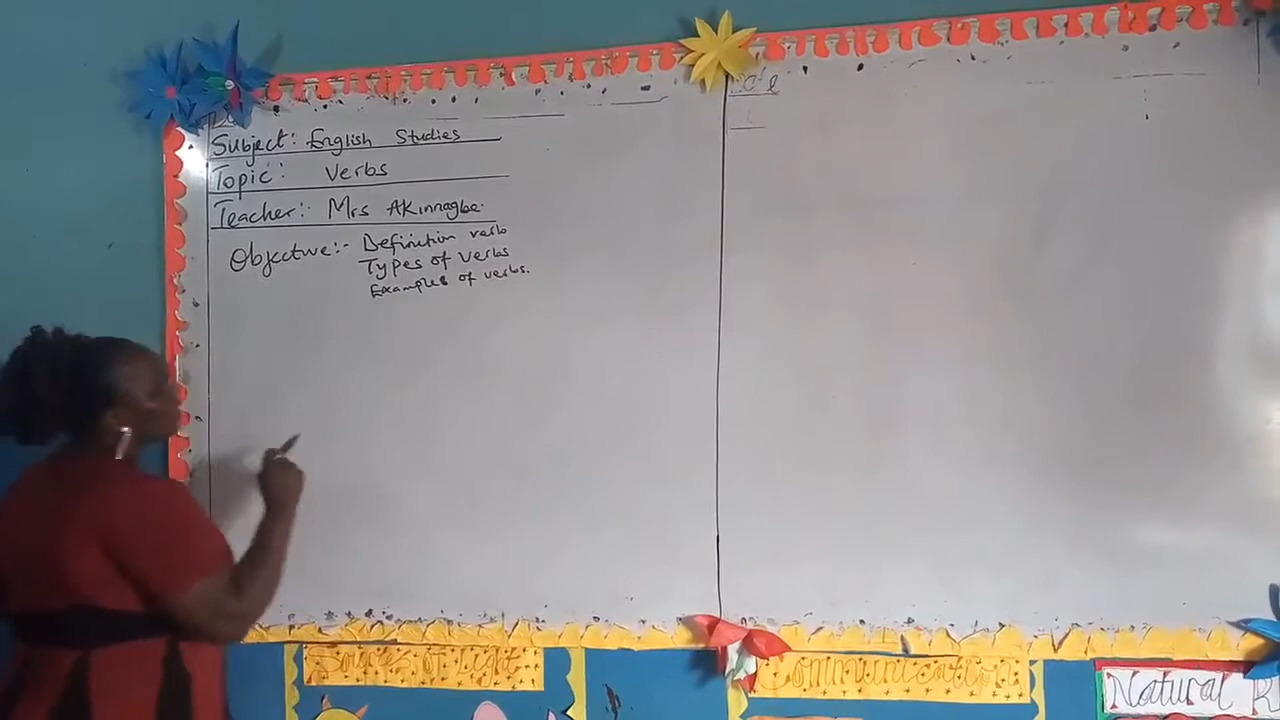 Subject: English Studies
Topic: Verbs
Teacher: Mrs Akinnagbe.
Objective:- Definition verb
Types of verbs
Examples of verbs.
Sources of Light
Communication
Natural R